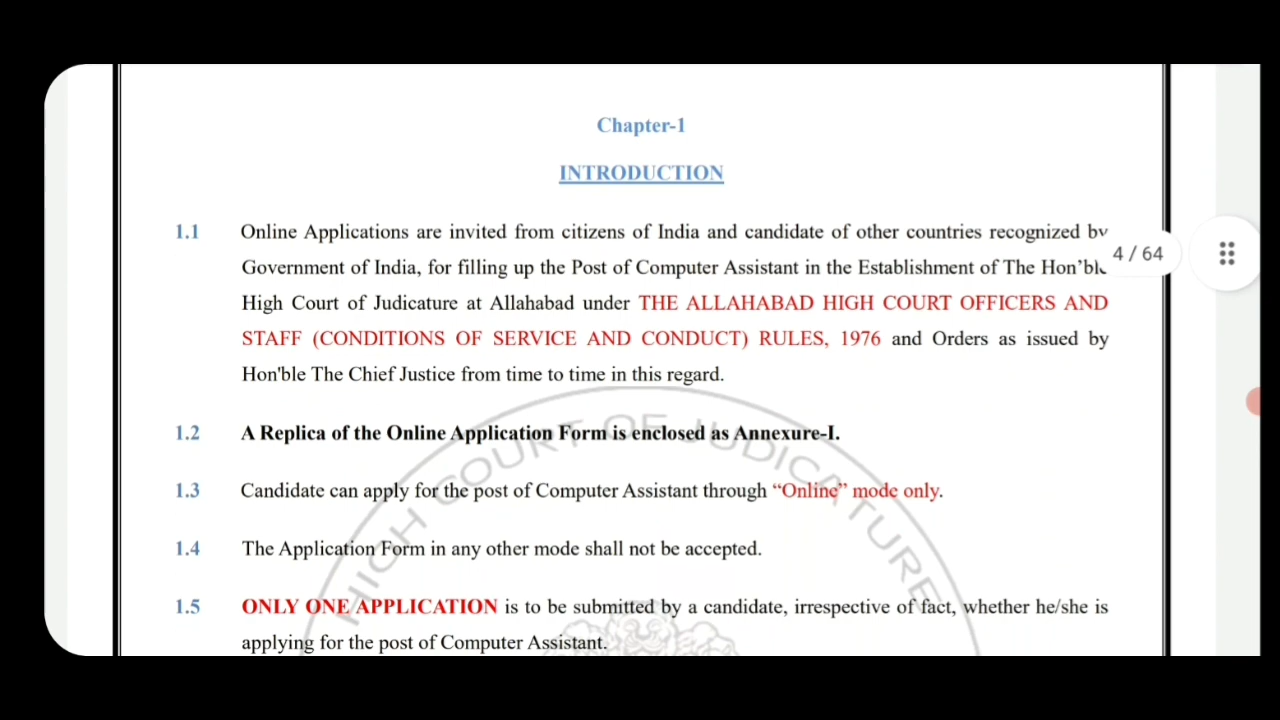 Chapter-1
INTRODUCTION
1.1 Online Applications are invited from citizens of India and candidate of other countries recognized by
Government of India, for filling up the Post of Computer Assistant in the Establishment of The Hon'ble
4 / 64
High Court of Judicature at Allahabad under THE ALLAHABAD HIGH COURT OFFICERS AND
STAFF (CONDITIONS OF SERVICE AND CONDUCT) RULES, 1976 and Orders as issued by
Hon'ble The Chief Justice from time to time in this regard.
1.2 A Replica of the Online Application Form is enclosed as Annexure-I.
1.3 Candidate can apply for the post of Computer Assistant through “Online” mode only.
1.4 The Application Form in any other mode shall not be accepted.
1.5 ONLY ONE APPLICATION is to be submitted by a candidate, irrespective of fact, whether he/she is
applying for the post of Computer Assistant.
HIGH COURT OF JUDICATURE